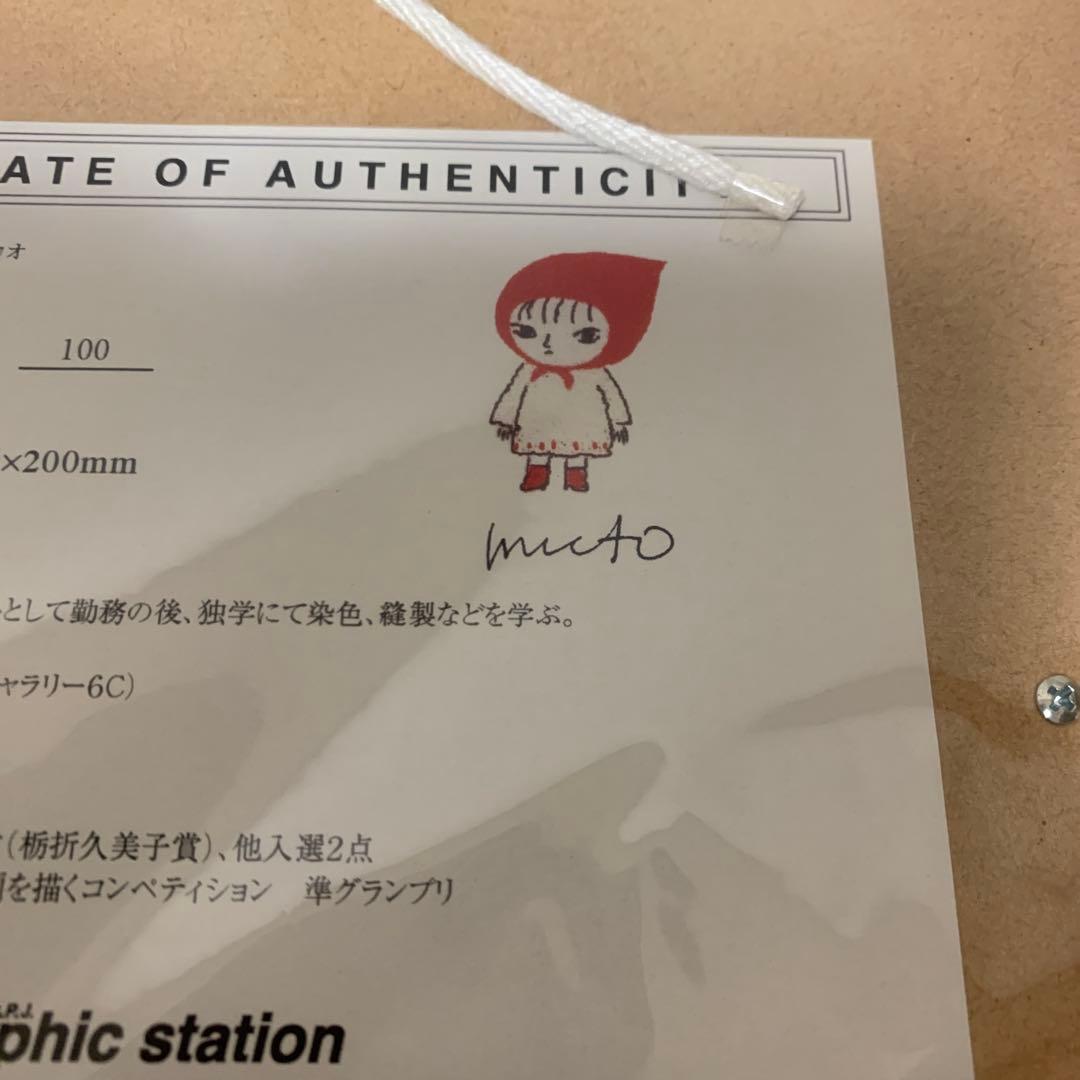 ATE OF AUTHENTICIT
カオ
100
×200mm
micao
として勤務の後、独学にて染色、縫製などを学ぶ。
ャラリー6C)
(栃折久美子賞)、他入選2点
を描くコンペティション 準グランプリ
.P.J.
phic station